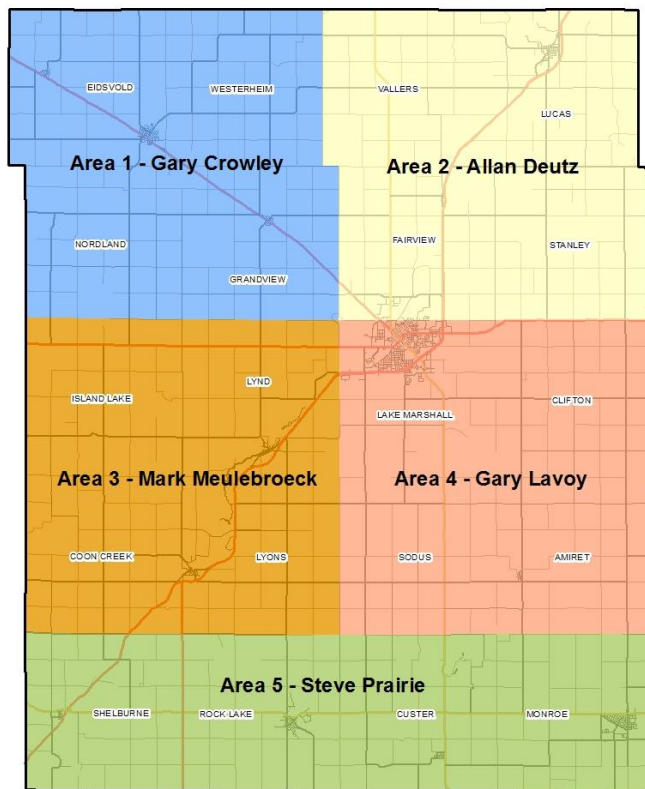 EIDSVOLD
WESTERHEIM
VALLERS
LUCAS
Area 1 - Gary Crowley
Area 2 - Allan Deutz
NORDLAND
FAIRVIEW
STANLEY
GRANDVIEW
ISLAND LAKE
LYND
LAKE MARSHALL
CLIFTON
Area 3 - Mark Meulebroeck
Area 4 - Gary Lavoy
COON CREEK
LYONS
SODUS
AMIRET
Area 5 - Steve Prairie
SHELBURNE
ROCK LAKE
CUSTER
MONROE